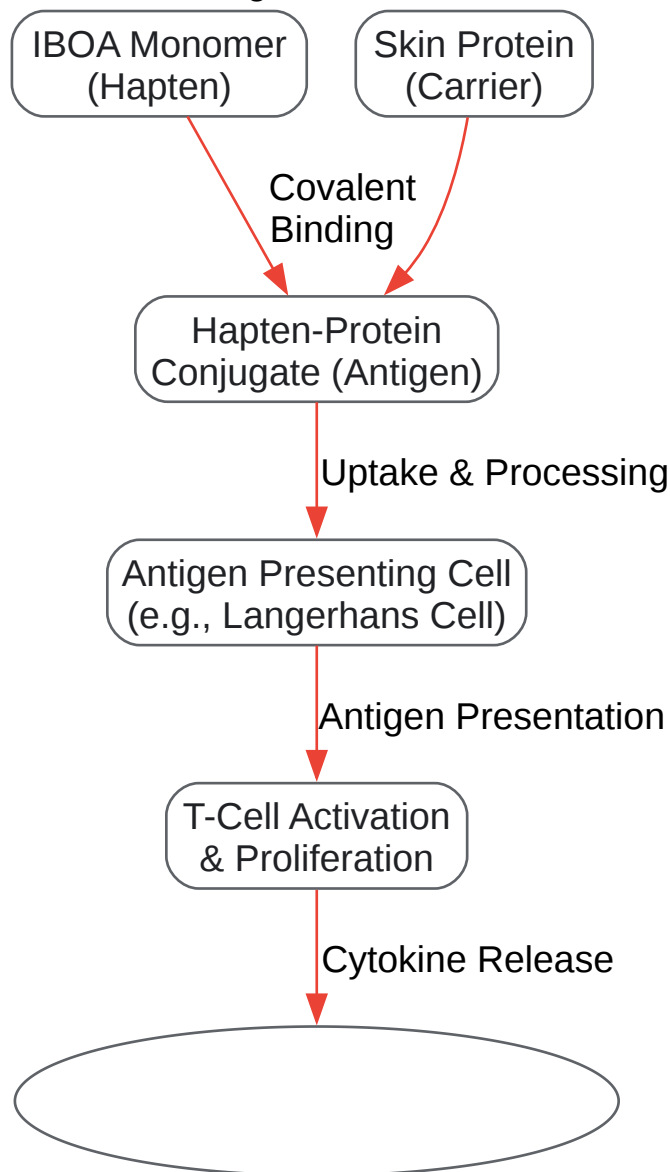 IBOA Monomer
(Hapten)
Skin Protein
(Carrier)
Covalent
Binding
Hapten-Protein
Conjugate (Antigen)
Uptake & Processing
Antigen Presenting Cell
(e.g., Langerhans Cell)
Antigen Presentation
T-Cell Activation
& Proliferation
Cytokine Release